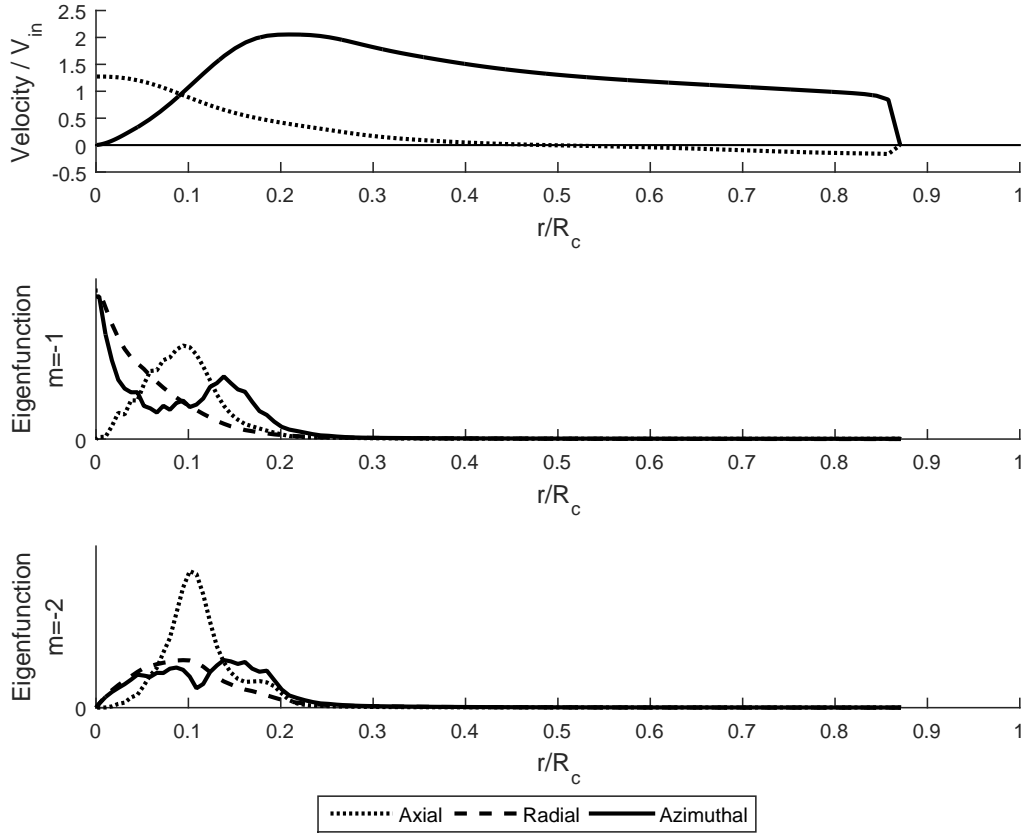 2.5
2
1.5
1
0.5
0
-0.5
Velocity / V_in
0 0.1 0.2 0.3 0.4 0.5 0.6 0.7 0.8 0.9 1
r/R_c
Eigenfunction
m=-1
0
0 0.1 0.2 0.3 0.4 0.5 0.6 0.7 0.8 0.9 1
r/R_c
Eigenfunction
m=-2
0
0 0.1 0.2 0.3 0.4 0.5 0.6 0.7 0.8 0.9 1
r/R_c
Axial Radial Azimuthal